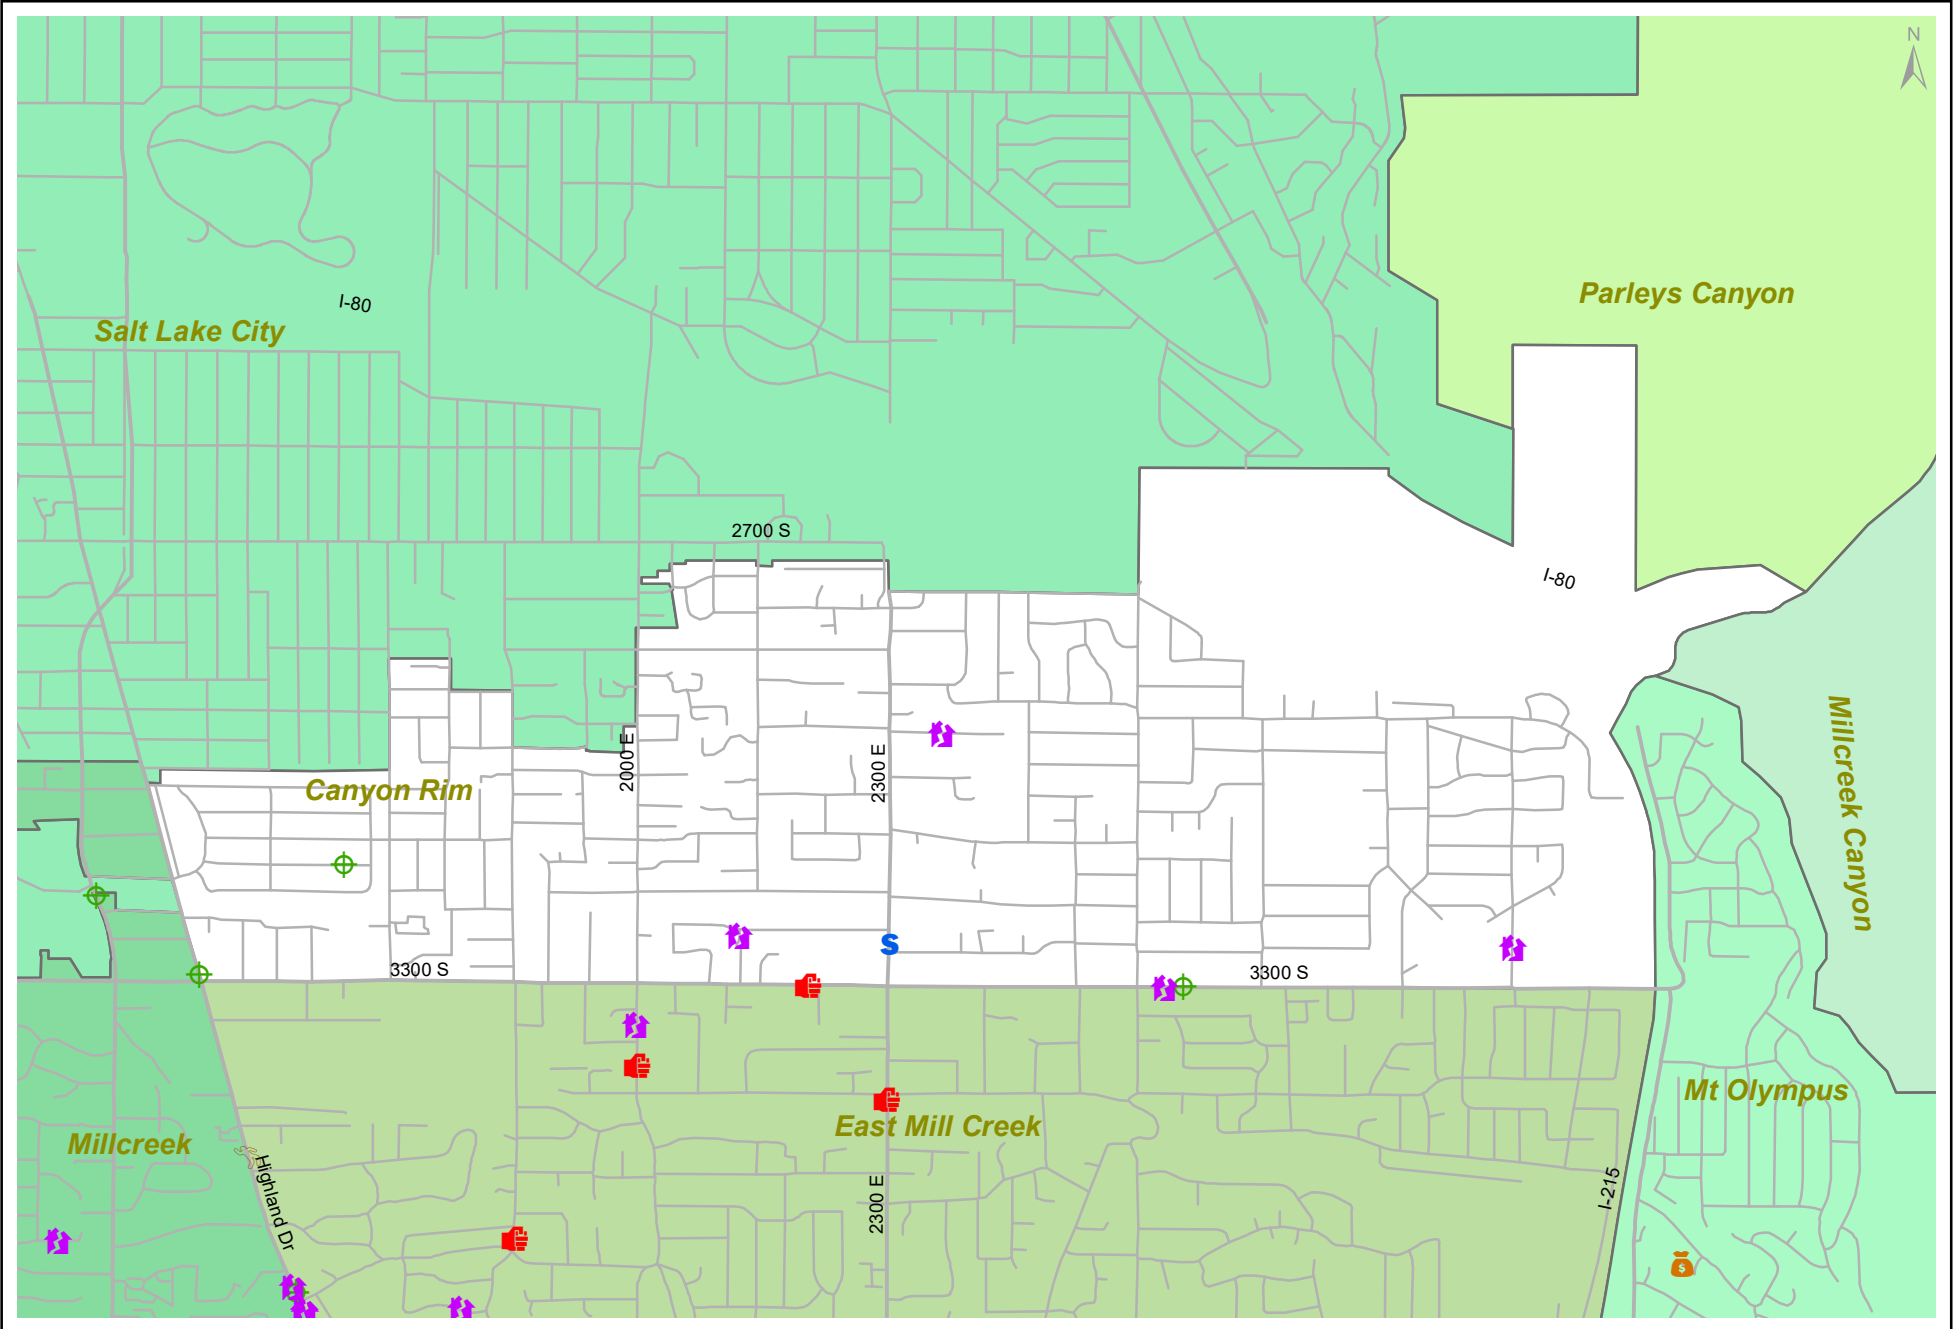 N
Parleys Canyon
I-80
Salt Lake City
2700 S
I-80
Millcreek Canyon
2000 E
2300 E
Canyon Rim
S
3300 S
3300 S
Mt Olympus
East Mill Creek
Millcreek
Highland Dr
2300 E
I-215
$